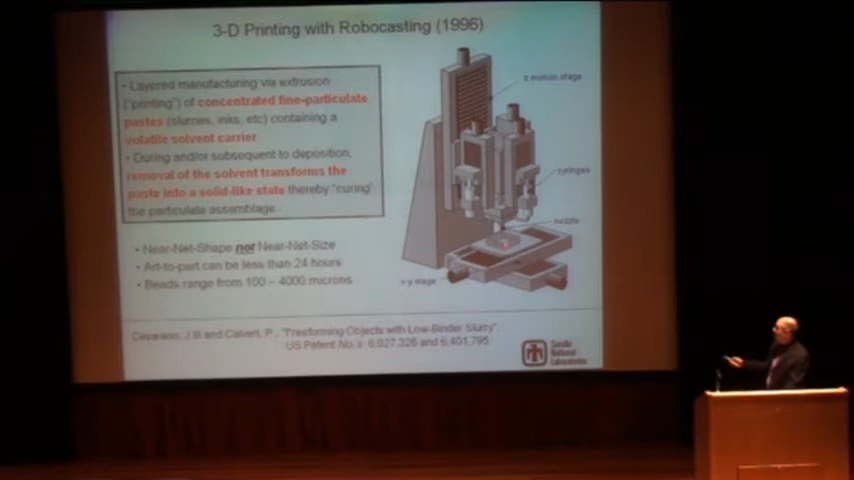 3-D Printing with Robocasting (1996)
• Layered manufacturing via extrusion
("printing") of concentrated fine-particulate
pastes (slurries, inks, etc) containing a
volatile solvent carrier
• During and/or subsequent to deposition,
removal of the solvent transforms the
paste into a solid-like state thereby "curing"
the particulate assemblage
• Near-Net-Shape not Near-Net-Size
• Art-to-part can be less than 24 hours
• Beads range from 100 – 4000 microns
z motion stage
syringes
nozzle
x-y stage
Cesarano, J.III and Calvert, P., "Freeforming Objects with Low-Binder Slurry",
US Patent No.'s 6,027,326 and 6,401,795
Sandia
National
Laboratories